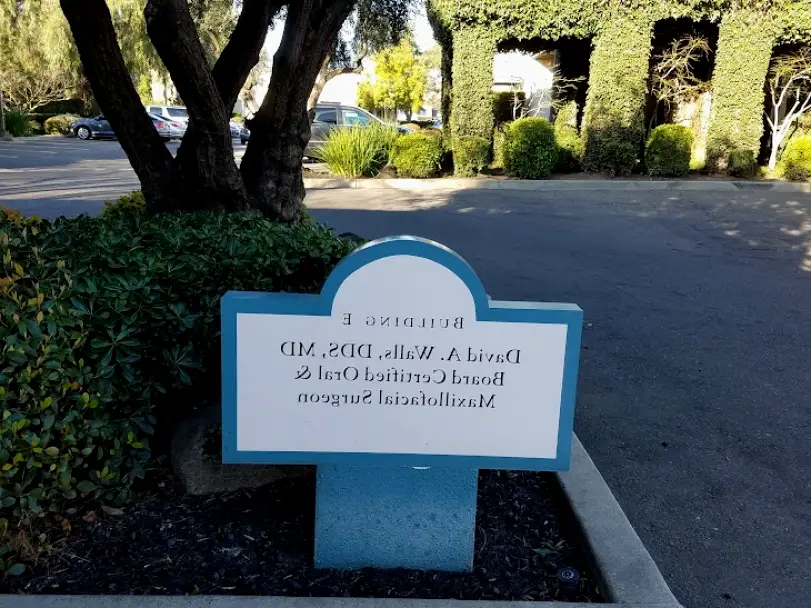 BUILDING E
David A. Walls, DDS, MD
Board Certified Oral &
Maxillofacial Surgeon